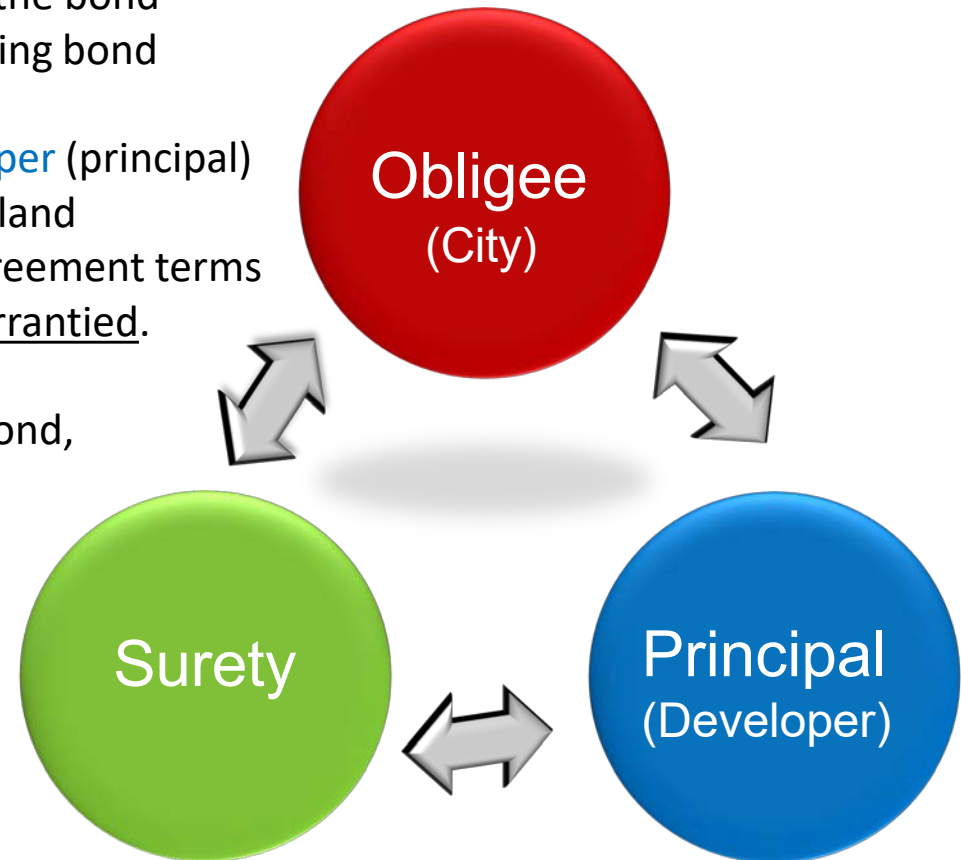 the bond
ing bond
per (principal)
land
reement terms
rrantied.
ond,
Obligee
(City)
Surety
Principal
(Developer)